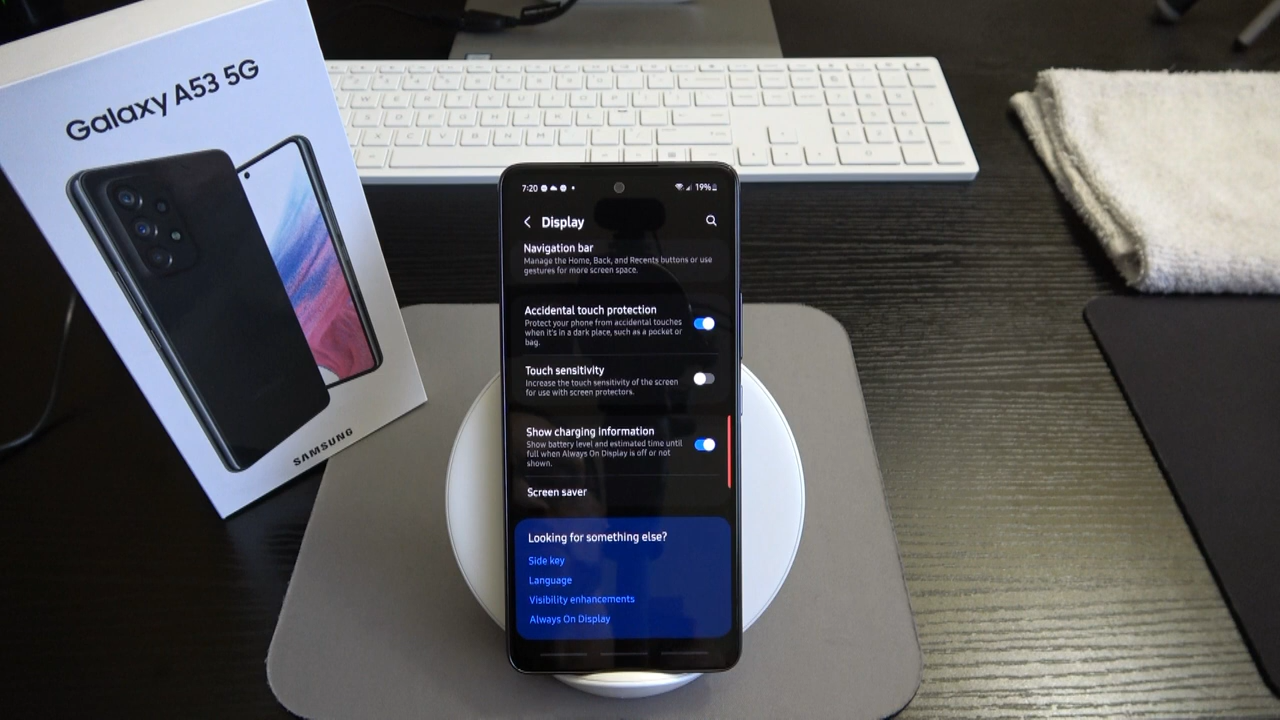 Galaxy A53 5G
SAMSUNG
7:20
19%
Display
Navigation bar
Manage the Home, Back, and Recents buttons or use
gestures for more screen space.
Accidental touch protection
Protect your phone from accidental touches
when it's in a dark place, such as a pocket or
bag.
Touch sensitivity
Increase the touch sensitivity of the screen
for use with screen protectors.
Show charging information
Show battery level and estimated time until
full when Always On Display is off or not
shown.
Screen saver
Looking for something else?
Side key
Language
Visibility enhancements
Always On Display